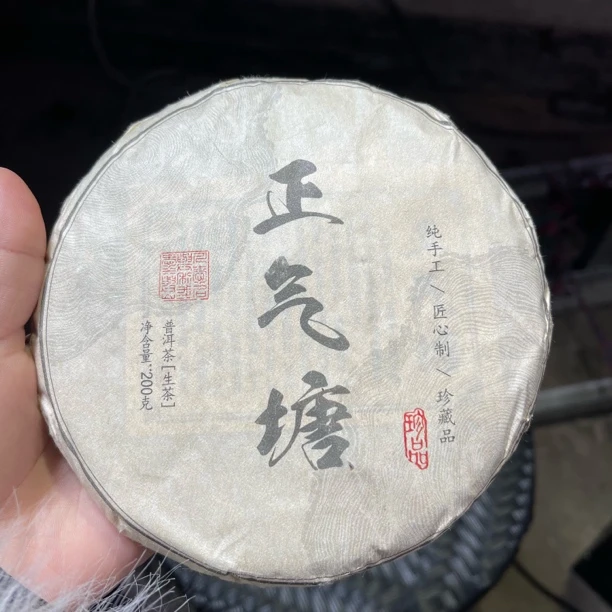 正气塘
纯手工 \ 匠心制 \ 珍藏品
珍品
普洱茶[生茶]
净含量:200克